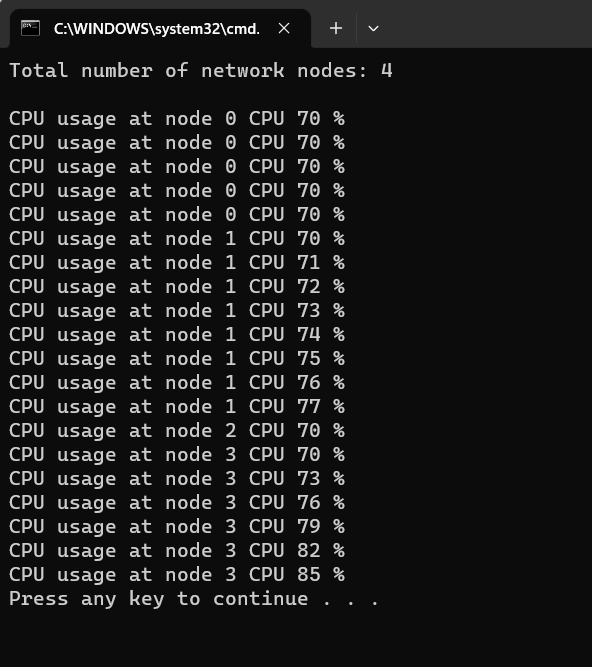 C:\WINDOWS\system32\cmd.
Total number of network nodes: 4
CPU usage at node 0 CPU 70 %
CPU usage at node 0 CPU 70 %
CPU usage at node 0 CPU 70 %
CPU usage at node 0 CPU 70 %
CPU usage at node 0 CPU 70 %
CPU usage at node 1 CPU 70 %
CPU usage at node 1 CPU 71 %
CPU usage at node 1 CPU 72 %
CPU usage at node 1 CPU 73 %
CPU usage at node 1 CPU 74 %
CPU usage at node 1 CPU 75 %
CPU usage at node 1 CPU 76 %
CPU usage at node 1 CPU 77 %
CPU usage at node 2 CPU 70 %
CPU usage at node 3 CPU 70 %
CPU usage at node 3 CPU 73 %
CPU usage at node 3 CPU 76 %
CPU usage at node 3 CPU 79 %
CPU usage at node 3 CPU 82 %
CPU usage at node 3 CPU 85 %
Press any key to continue . . .